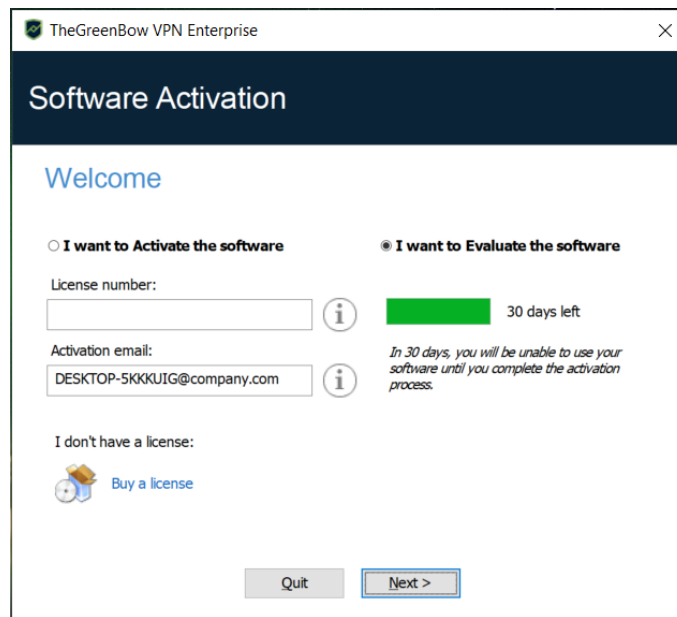 TheGreenBow VPN Enterprise
Software Activation
Welcome
I want to Activate the software
License number:
Activation email:
DESKTOP-5KKKUIG@company.com
I don't have a license:
Buy a license
I want to Evaluate the software
30 days left
In 30 days, you will be unable to use your
software until you complete the activation
process.
Quit
Next >